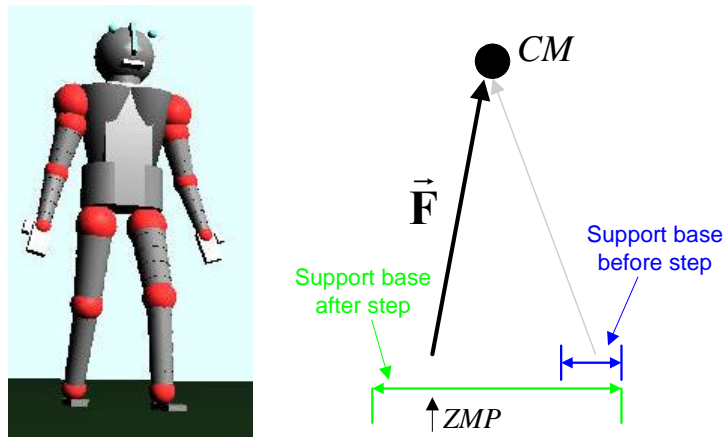 CM
F
Support base
before step
Support base
after step
ZMP